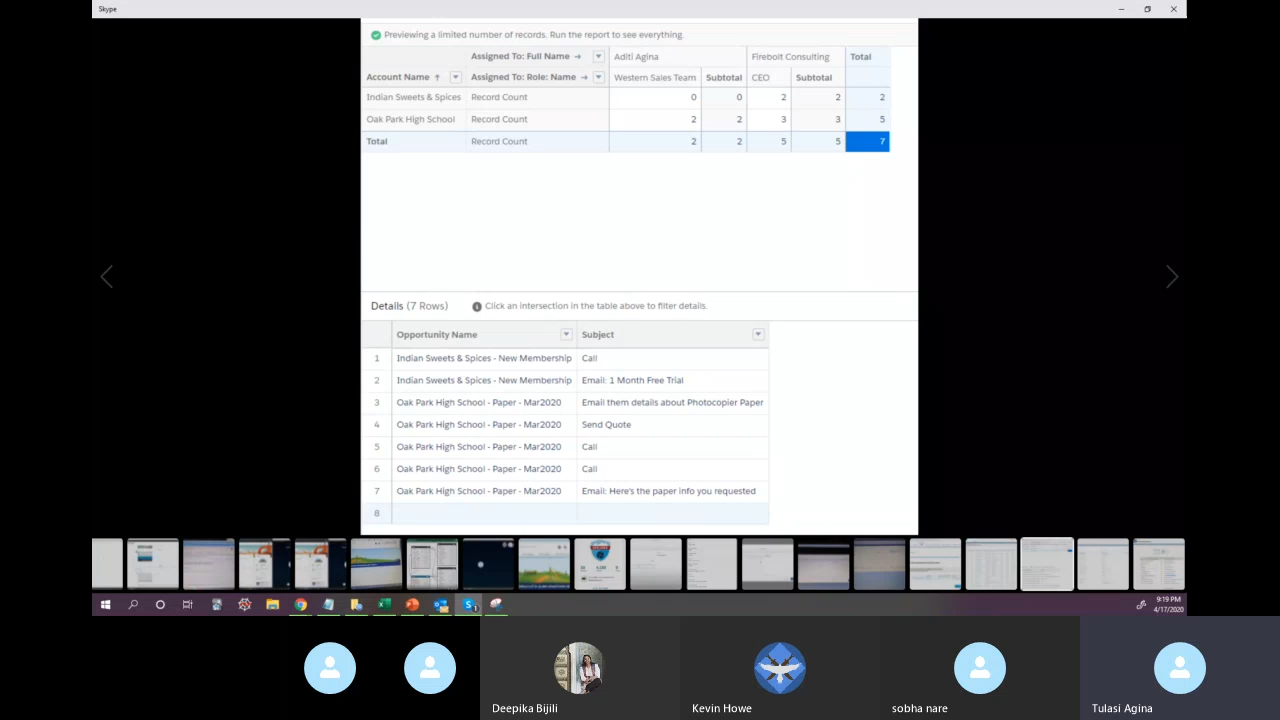 Skype
Previewing a limited number of records. Run the report to see everything.
Assigned To: Full Name → Aditi Agina Firebolt Consulting Total
Account Name ↑ Assigned To: Role: Name → Western Sales Team Subtotal CEO Subtotal
Indian Sweets & Spices Record Count 0 0 2 2 2
Oak Park High School Record Count 2 2 3 3 5
Total Record Count 2 2 5 5 7
Details (7 Rows) Click an intersection in the table above to filter details.
Opportunity Name Subject
1 Indian Sweets & Spices - New Membership Call
2 Indian Sweets & Spices - New Membership Email: 1 Month Free Trial
3 Oak Park High School - Paper - Mar2020 Email them details about Photocopier Paper
4 Oak Park High School - Paper - Mar2020 Send Quote
5 Oak Park High School - Paper - Mar2020 Call
6 Oak Park High School - Paper - Mar2020 Call
7 Oak Park High School - Paper - Mar2020 Email: Here's the paper info you requested
8
9:19 PM
4/17/2020
Deepika Bijili Kevin Howe sobha nare Tulasi Agina